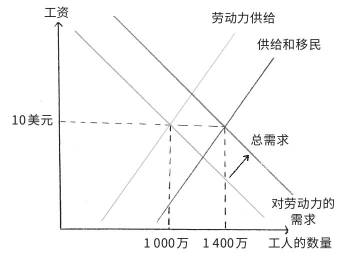 工资
劳动力供给
供给和移民
10美元
总需求
对劳动力的
需求
1000万
1400万
工人的数量